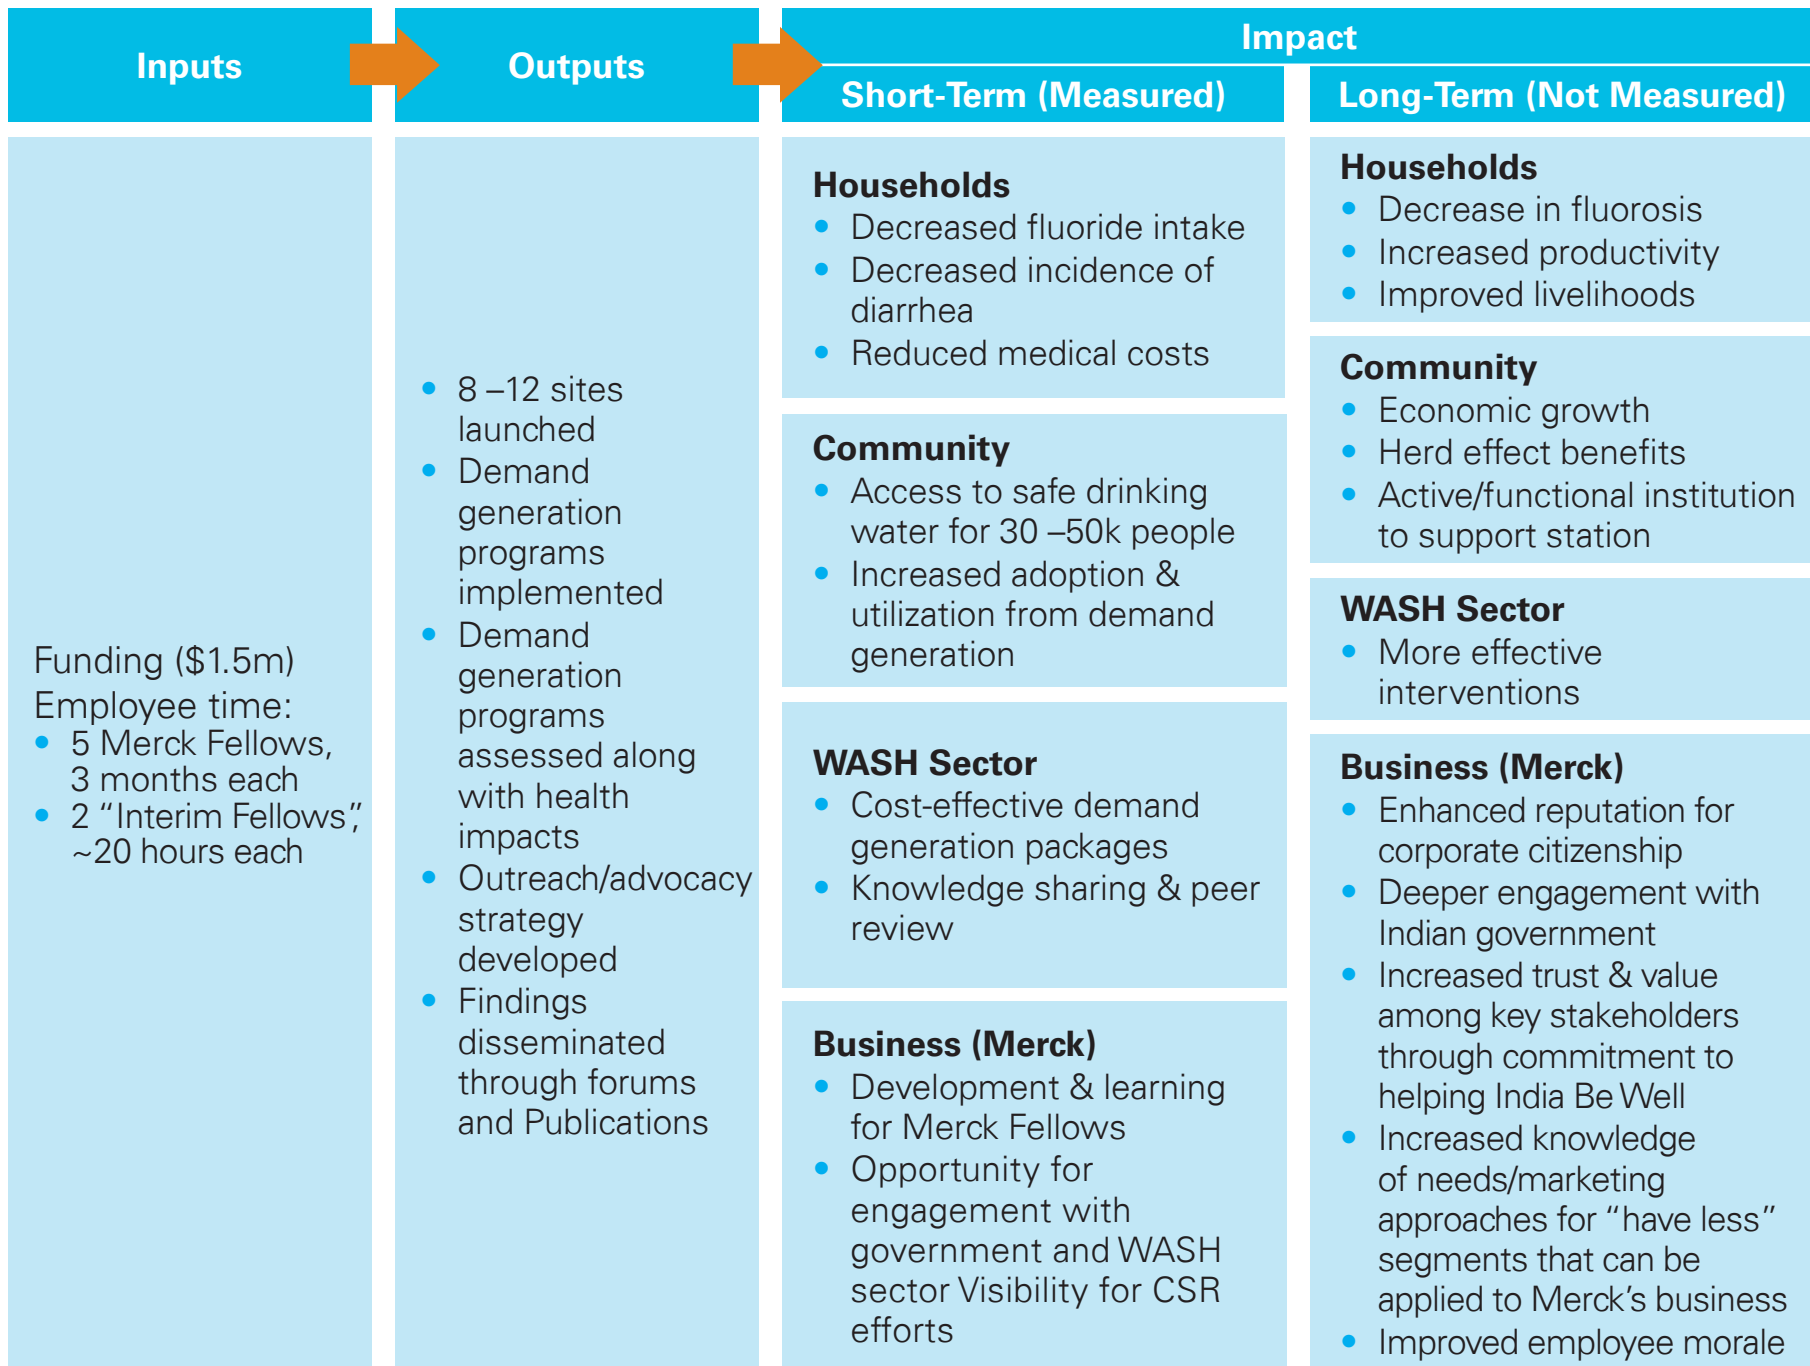 Inputs
Outputs
Impact
Short-Term (Measured)
Long-Term (Not Measured)
Funding ($1.5m)
Employee time:
• 5 Merck Fellows,
3 months each
• 2 “Interim Fellows”,
~20 hours each
• 8 –12 sites
launched
• Demand
generation
programs
implemented
• Demand
generation
programs
assessed along
with health
impacts
• Outreach/advocacy
strategy
developed
• Findings
disseminated
through forums
and Publications
Households
• Decreased fluoride intake
• Decreased incidence of
diarrhea
• Reduced medical costs
Community
• Access to safe drinking
water for 30 –50k people
• Increased adoption &
utilization from demand
generation
WASH Sector
• Cost-effective demand
generation packages
• Knowledge sharing & peer
review
Business (Merck)
• Development & learning
for Merck Fellows
• Opportunity for
engagement with
government and WASH
sector Visibility for CSR
efforts
Households
• Decrease in fluorosis
• Increased productivity
• Improved livelihoods
Community
• Economic growth
• Herd effect benefits
• Active/functional institution
to support station
WASH Sector
• More effective
interventions
Business (Merck)
• Enhanced reputation for
corporate citizenship
• Deeper engagement with
Indian government
• Increased trust & value
among key stakeholders
through commitment to
helping India Be Well
• Increased knowledge
of needs/marketing
approaches for “have less”
segments that can be
applied to Merck’s business
• Improved employee morale